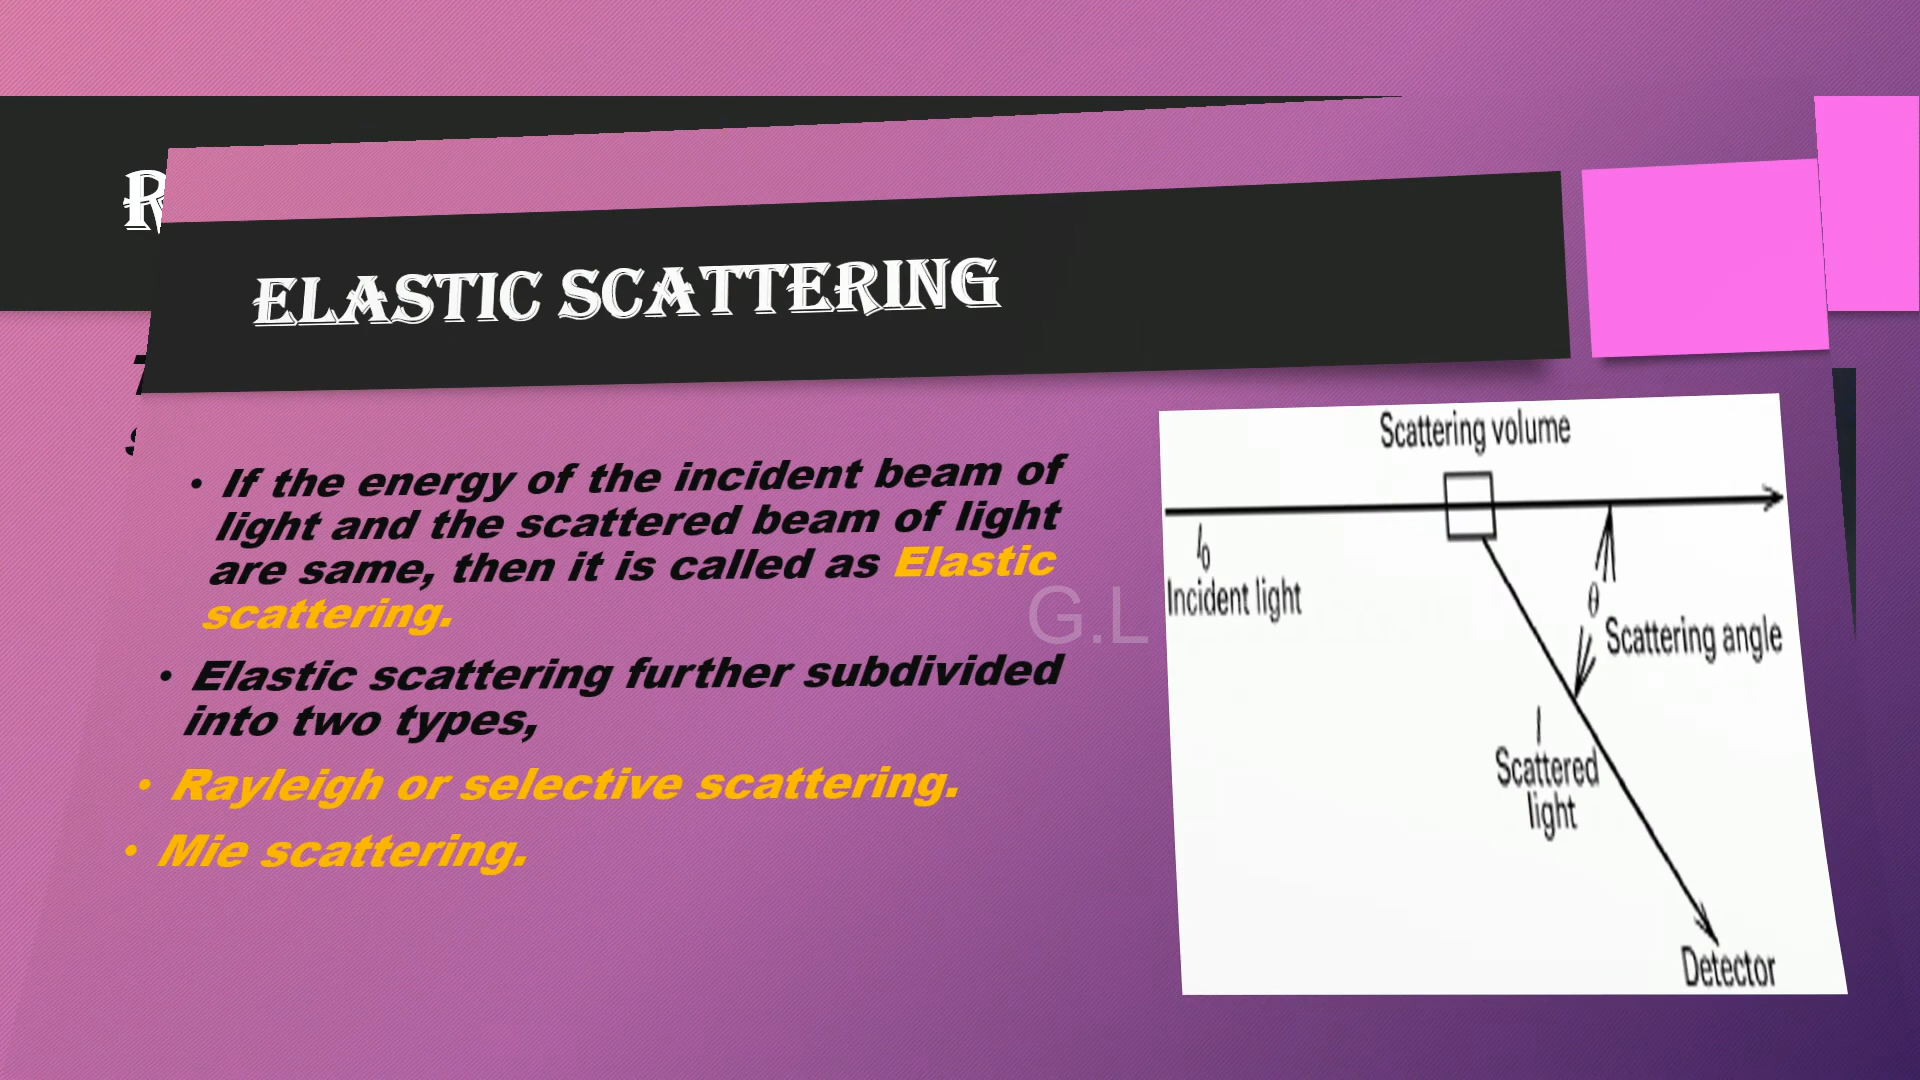 R
ELASTIC SCATTERING
• If the energy of the incident beam of
light and the scattered beam of light
are same, then it is called as Elastic
scattering.
• Elastic scattering further subdivided
into two types,
• Rayleigh or selective scattering.
• Mie scattering.
G.L
Scattering volume
I0
Incident light
θ
Scattering angle
I
Scattered
light
Detector